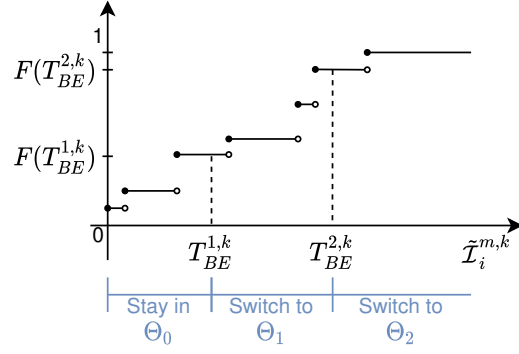 1
F(T_{BE}^{2,k})
F(T_{BE}^{1,k})
0
T_{BE}^{1,k} T_{BE}^{2,k} \tilde{\mathcal{I}}_i^{m,k}
Stay in Switch to Switch to
Θ_0 Θ_1 Θ_2